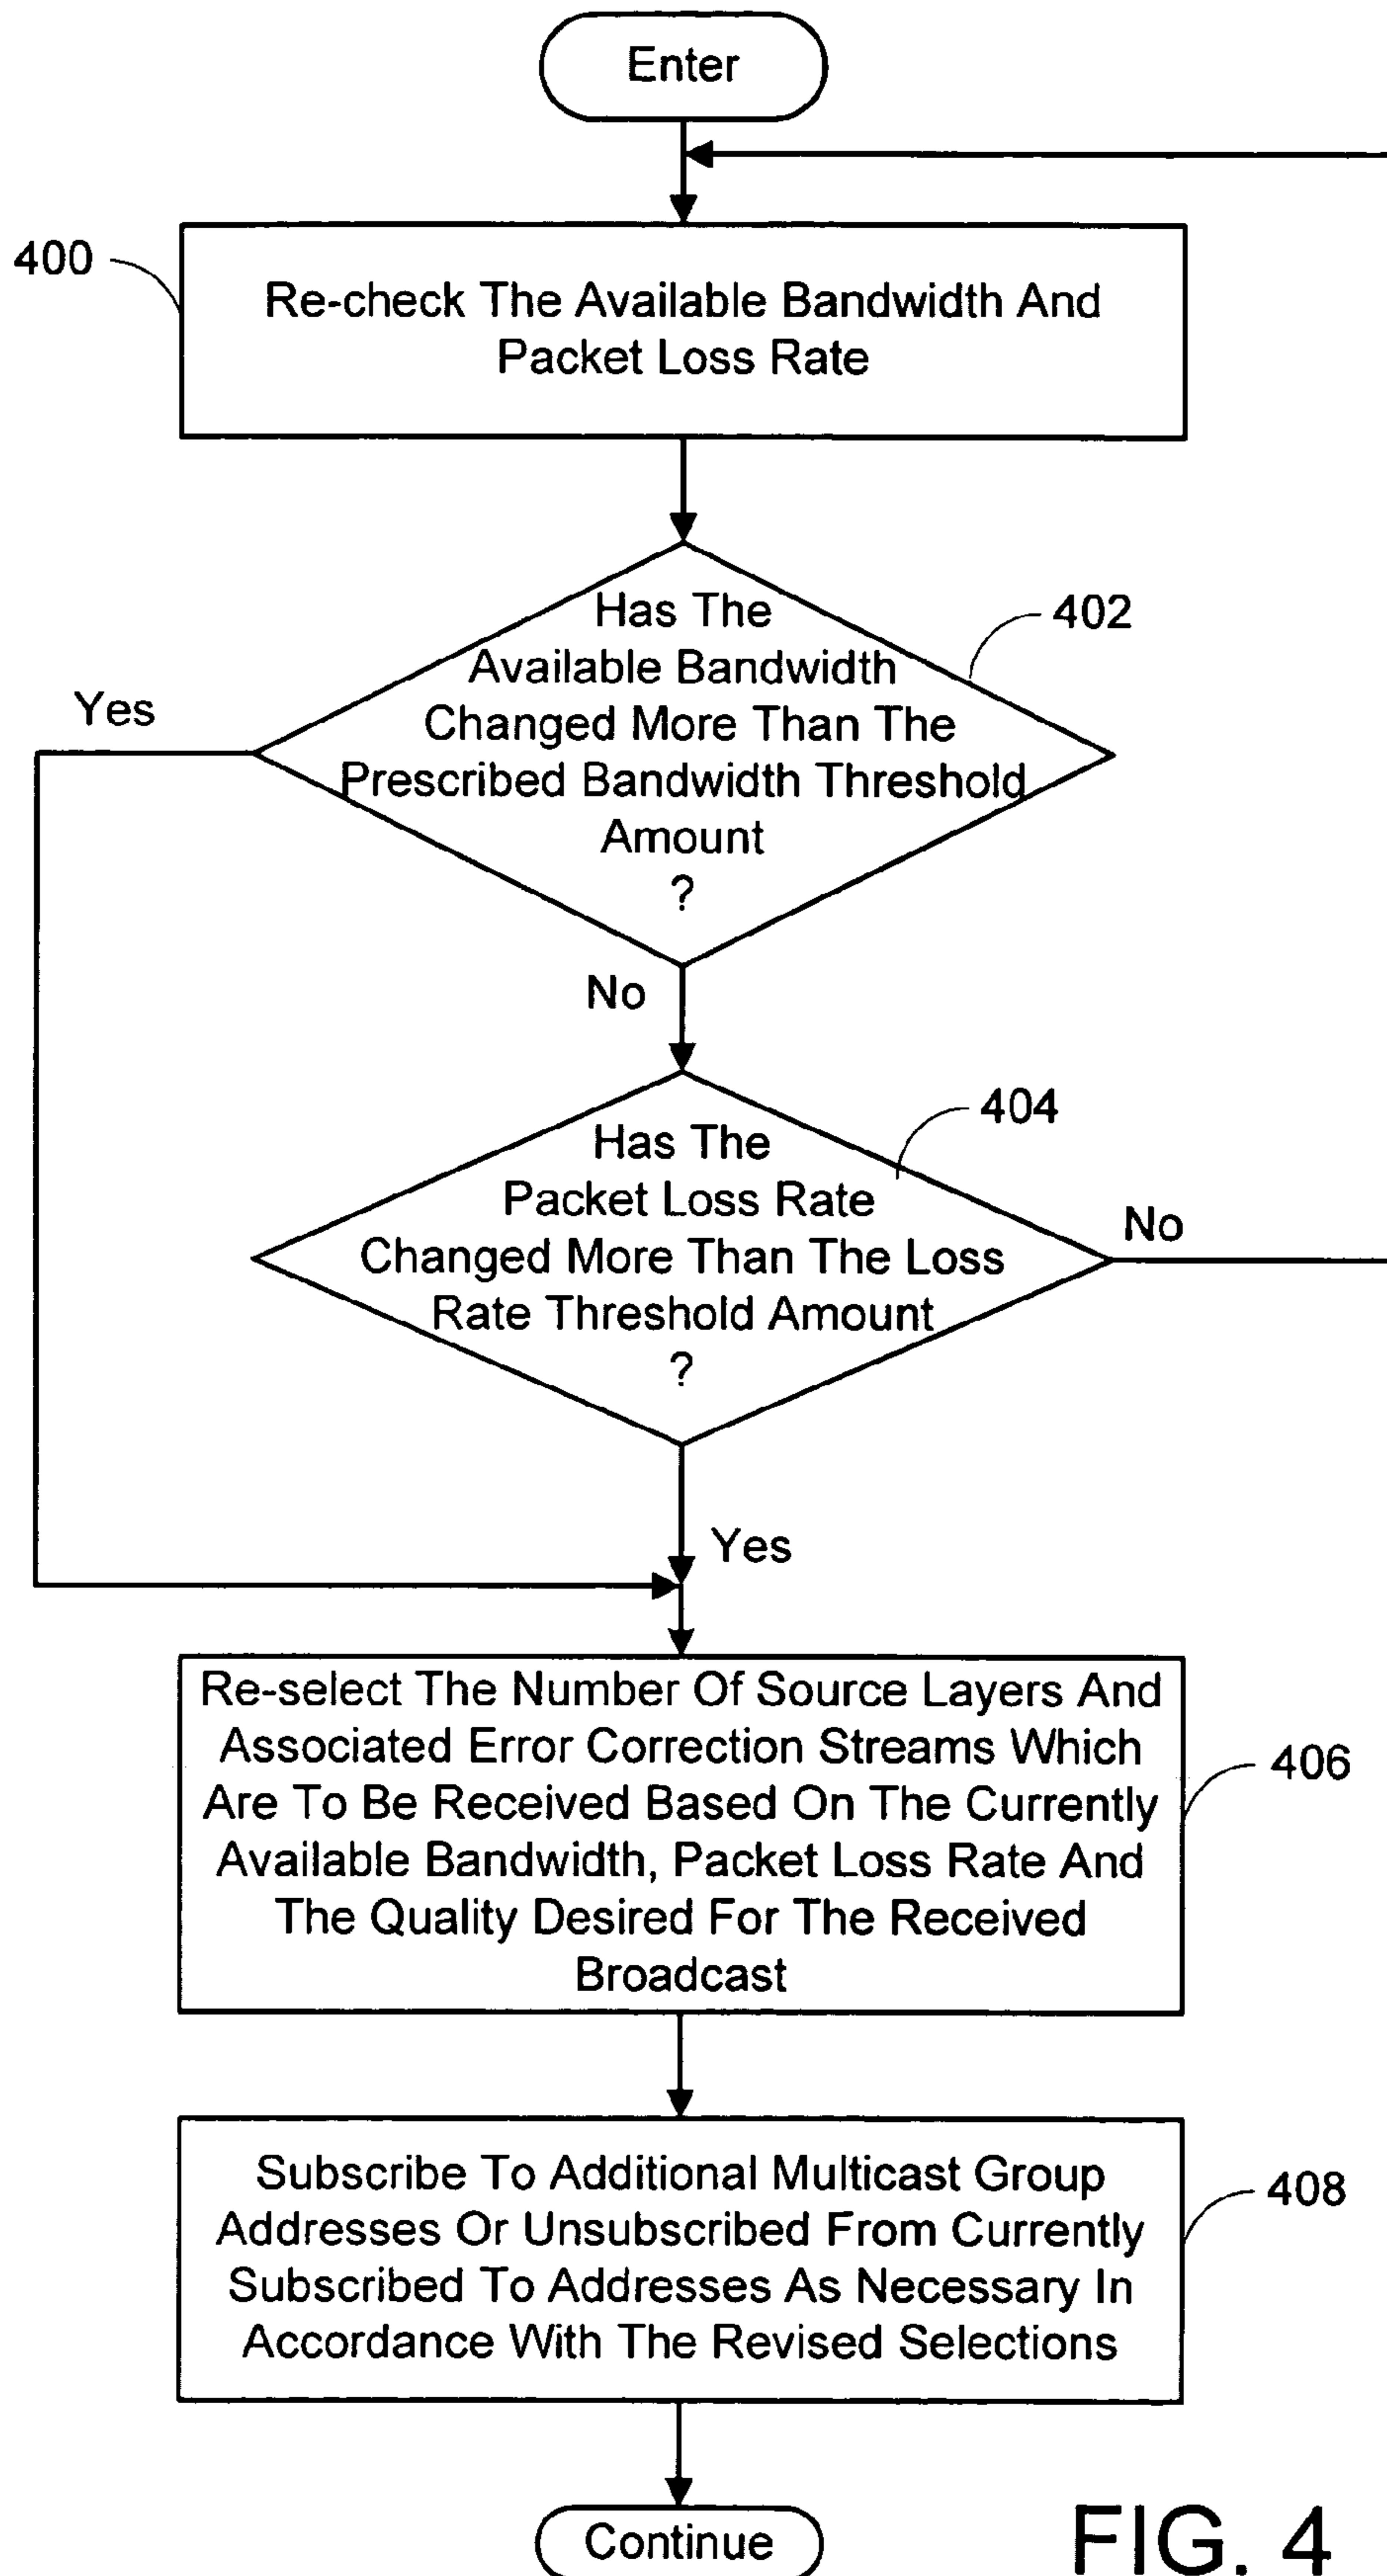 Enter
400
Re-check The Available Bandwidth And
Packet Loss Rate
402
Has The
Available Bandwidth
Changed More Than The
Prescribed Bandwidth Threshold
Amount
?
Yes
No
404
Has The
Packet Loss Rate
Changed More Than The Loss
Rate Threshold Amount
?
No
Yes
Re-select The Number Of Source Layers And
Associated Error Correction Streams Which
Are To Be Received Based On The Currently
Available Bandwidth, Packet Loss Rate And
The Quality Desired For The Received
Broadcast
406
Subscribe To Additional Multicast Group
Addresses Or Unsubscribed From Currently
Subscribed To Addresses As Necessary In
Accordance With The Revised Selections
408
Continue
FIG. 4